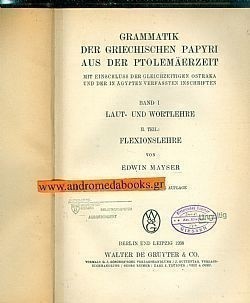 GRAMMATIK
DER GRIECHISCHEN PAPYRI
AUS DER PTOLEMÄERZEIT
MIT EINSCHLUSS DER GLEICHZEITIGEN OSTRAKA
UND DER IN ÄGYPTEN VERFASSTEN INSCHRIFTEN
BAND I
LAUT- UND WORTLEHRE
II. TEIL:
FLEXIONSLEHRE
VON
EDWIN MAYSER
AUFLAGE
www.andromedabooks.gr
BERLIN UND LEIPZIG 1938
WALTER DE GRUYTER & CO.